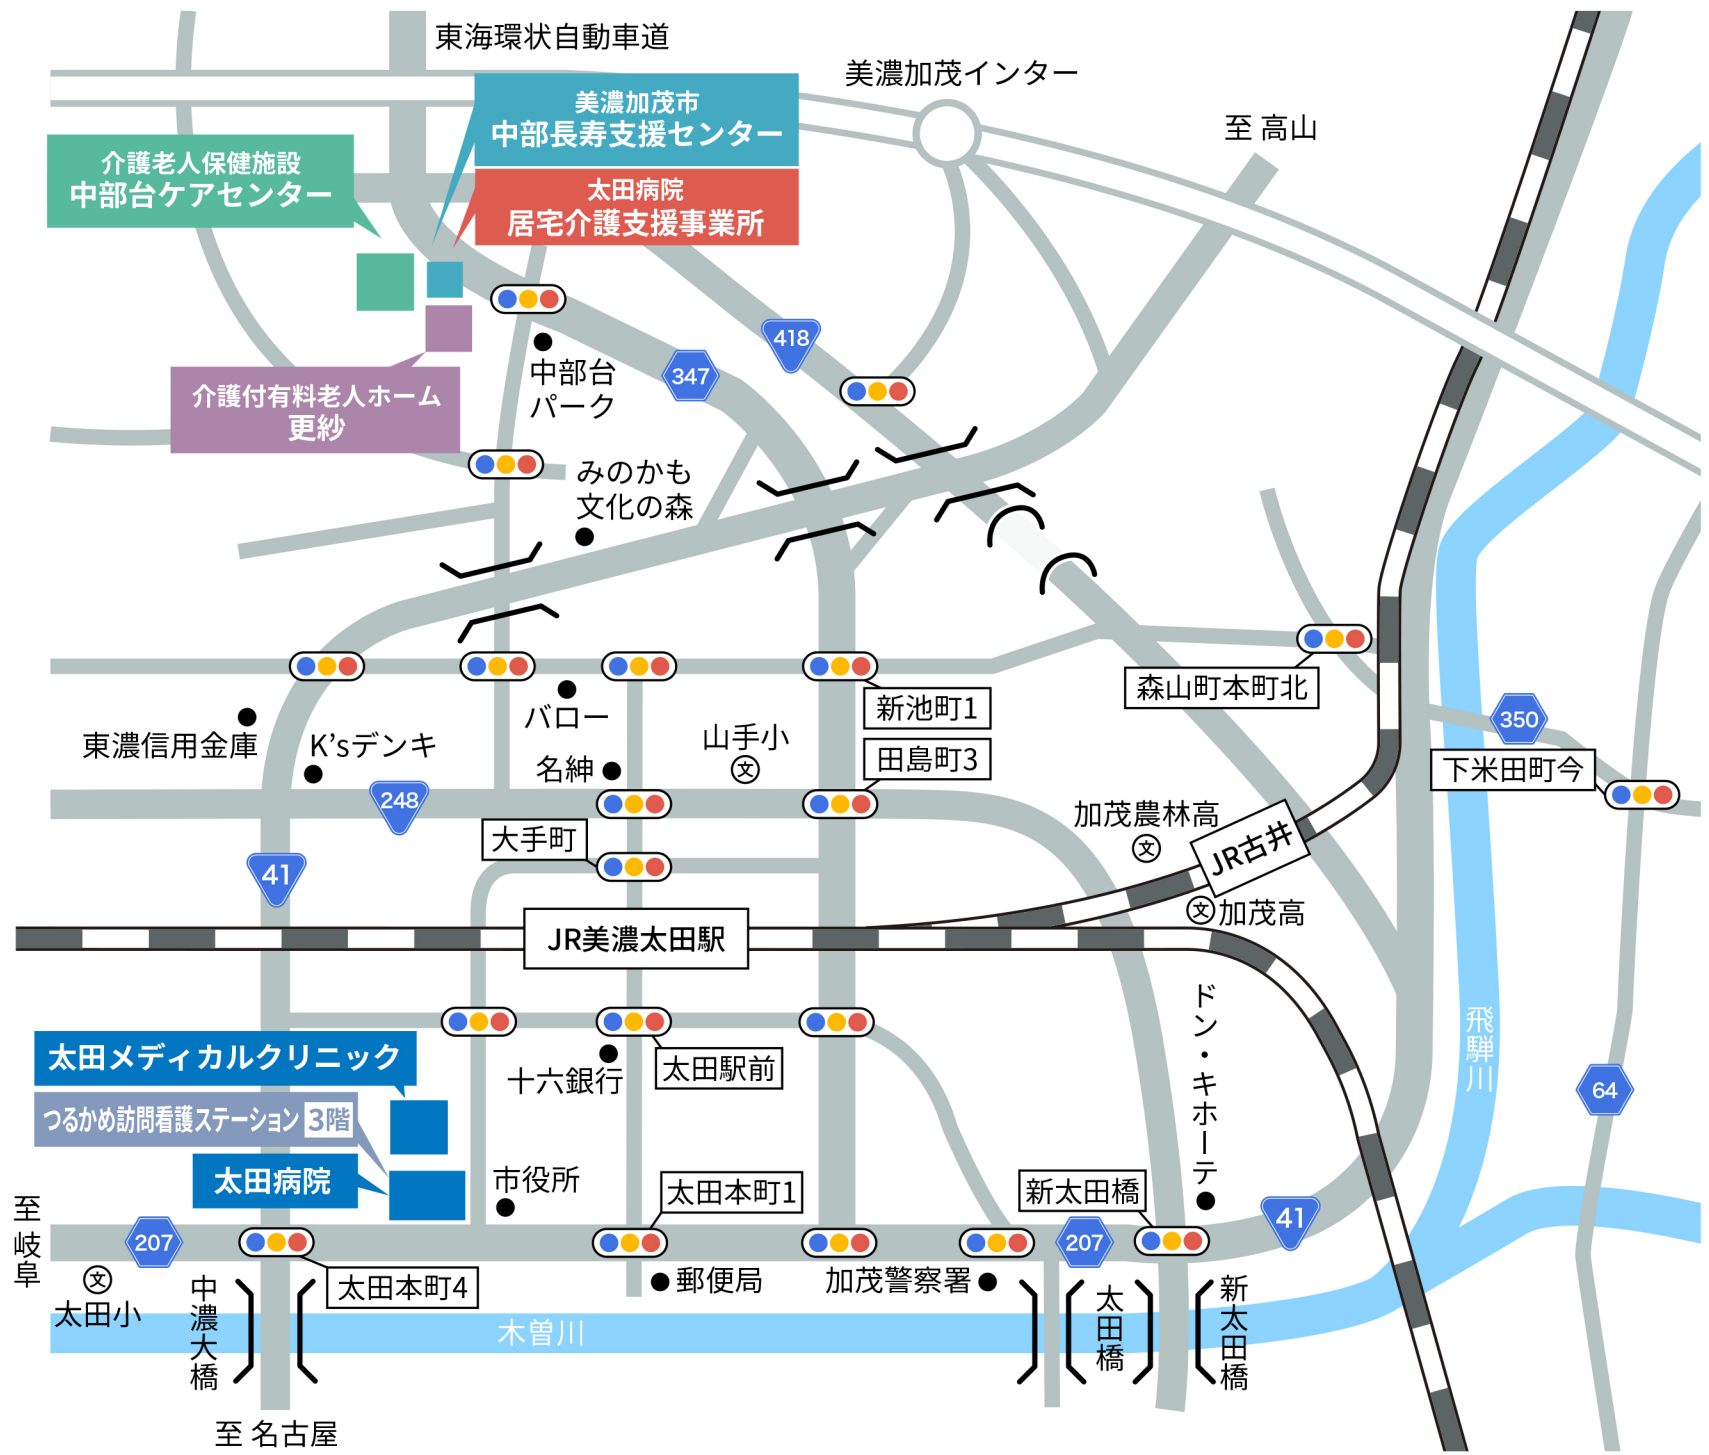 東海環状自動車道
美濃加茂インター
至 高山
美濃加茂市
中部長寿支援センター
介護老人保健施設
中部台ケアセンター
太田病院
居宅介護支援事業所
418
347
中部台
パーク
介護付有料老人ホーム
更紗
みのかも
文化の森
森山町本町北
新池町1
350
バロー
東濃信用金庫
K'sデンキ
山手小
文
田島町3
名紳
下米田町今
248
加茂農林高
文
大手町
JR古井
41
文
加茂高
JR美濃太田駅
ドン・キホーテ
飛騨川
太田メディカルクリニック
十六銀行
太田駅前
64
つるかめ訪問看護ステーション 3階
太田病院
市役所
太田本町1
新太田橋
41
至 岐阜
207
207
文
太田小
中濃大橋
太田本町4
郵便局
加茂警察署
太田橋
新太田橋
木曽川
至 名古屋